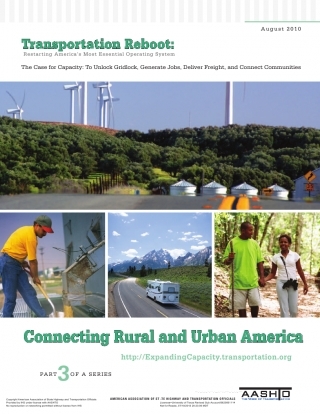 August 2010
Transportation Reboot:
Restarting America's Most Essential Operating System
The Case for Capacity: To Unlock Gridlock, Generate Jobs, Deliver Freight, and Connect Communities
Connecting Rural and Urban America
http://ExpandingCapacity.transportation.org
PART 3 OF A SERIES
AMERICAN ASSOCIATION OF STATE HIGHWAY AND TRANSPORTATION OFFICIALS
AASHTO